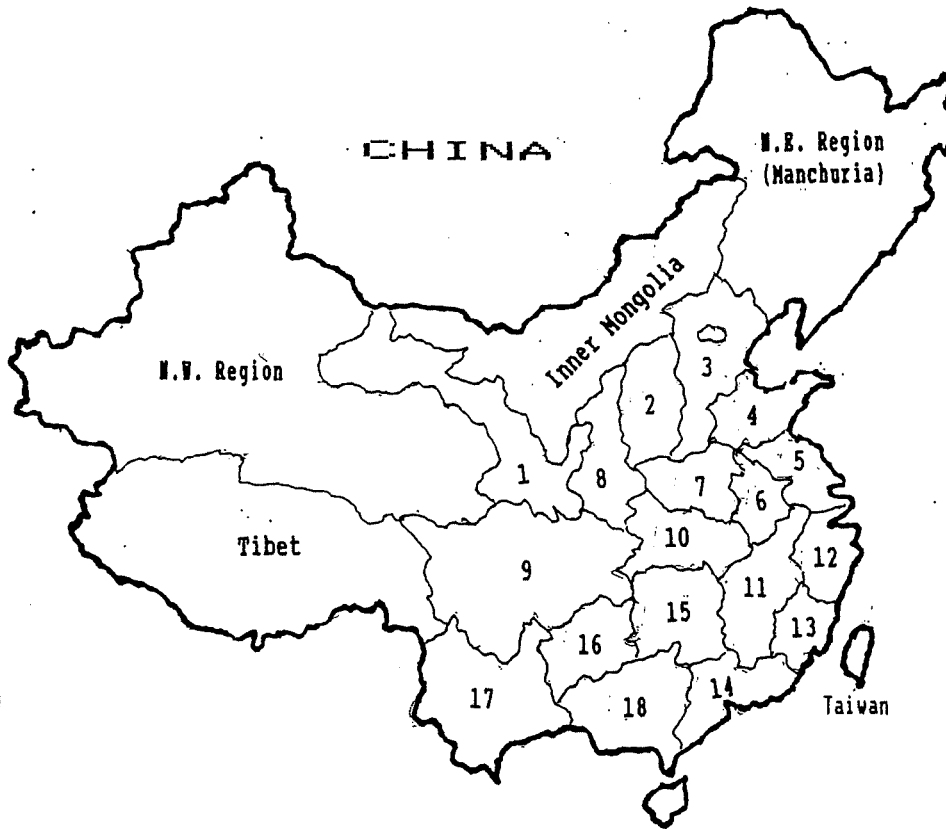 CHINA
N.E. Region
(Manchuria)
Inner Mongolia
N.W. Region
3
2
4
5
1
8
7
6
10
Tibet
9
12
11
15
13
16
14
17
18
Taiwan